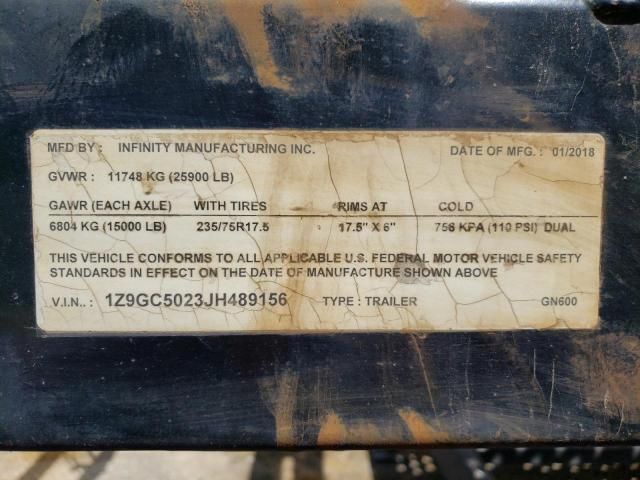 MFD BY : INFINITY MANUFACTURING INC. DATE OF MFG. : 01/2018
GVWR : 11748 KG (25900 LB)
GAWR (EACH AXLE) WITH TIRES RIMS AT COLD
6804 KG (15000 LB) 235/75R17.5 17.5" X 6" 758 KPA (110 PSI) DUAL
THIS VEHICLE CONFORMS TO ALL APPLICABLE U.S. FEDERAL MOTOR VEHICLE SAFETY
STANDARDS IN EFFECT ON THE DATE OF MANUFACTURE SHOWN ABOVE
V.I.N.. : 1Z9GC5023JH489156 TYPE : TRAILER GN600